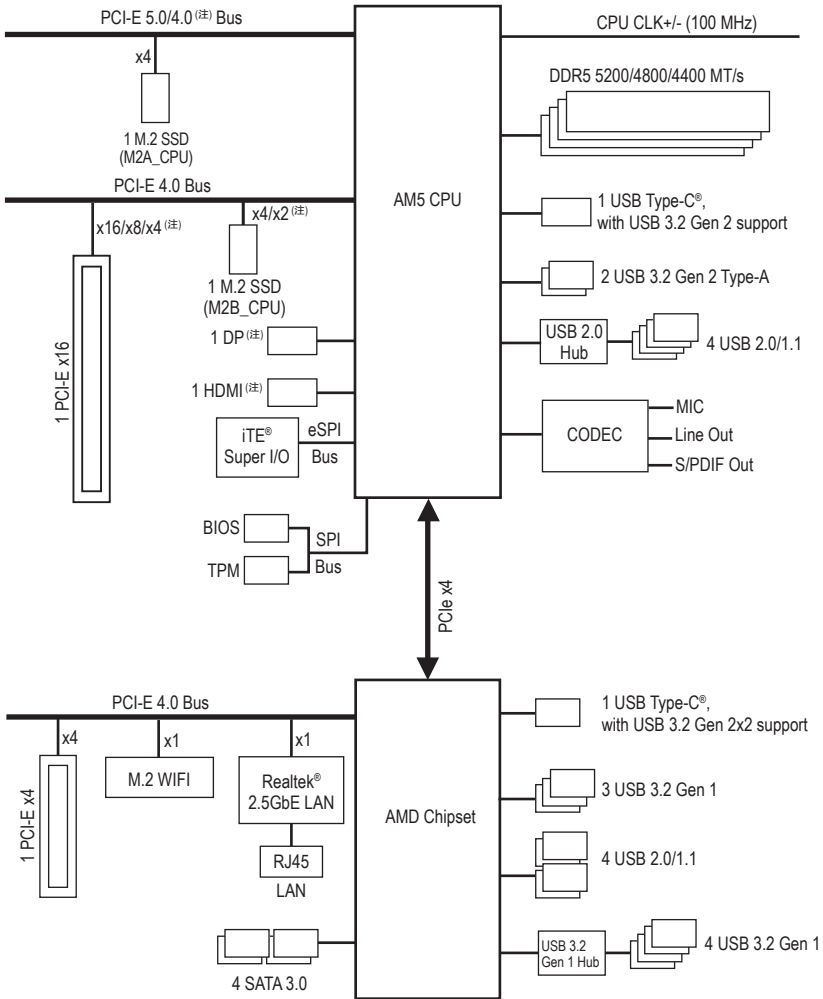 PCI-E 5.0/4.0 (注) Bus
CPU CLK+/- (100 MHz)
x4
DDR5 5200/4800/4400 MT/s
1 M.2 SSD
(M2A_CPU)
PCI-E 4.0 Bus
AM5 CPU
1 USB Type-C®,
with USB 3.2 Gen 2 support
x16/x8/x4 (注)
x4/x2 (注)
1 PCI-E x16
1 M.2 SSD
(M2B_CPU)
2 USB 3.2 Gen 2 Type-A
1 DP (注)
USB 2.0
Hub
4 USB 2.0/1.1
1 HDMI (注)
iTE®
Super I/O
eSPI
Bus
CODEC
MIC
Line Out
S/PDIF Out
BIOS
TPM
SPI
Bus
PCIe x4
PCI-E 4.0 Bus
1 USB Type-C®,
with USB 3.2 Gen 2x2 support
x4
x1
x1
1 PCI-E x4
M.2 WIFI
Realtek®
2.5GbE LAN
AMD Chipset
3 USB 3.2 Gen 1
RJ45
LAN
4 USB 2.0/1.1
4 SATA 3.0
USB 3.2
Gen 1 Hub
4 USB 3.2 Gen 1